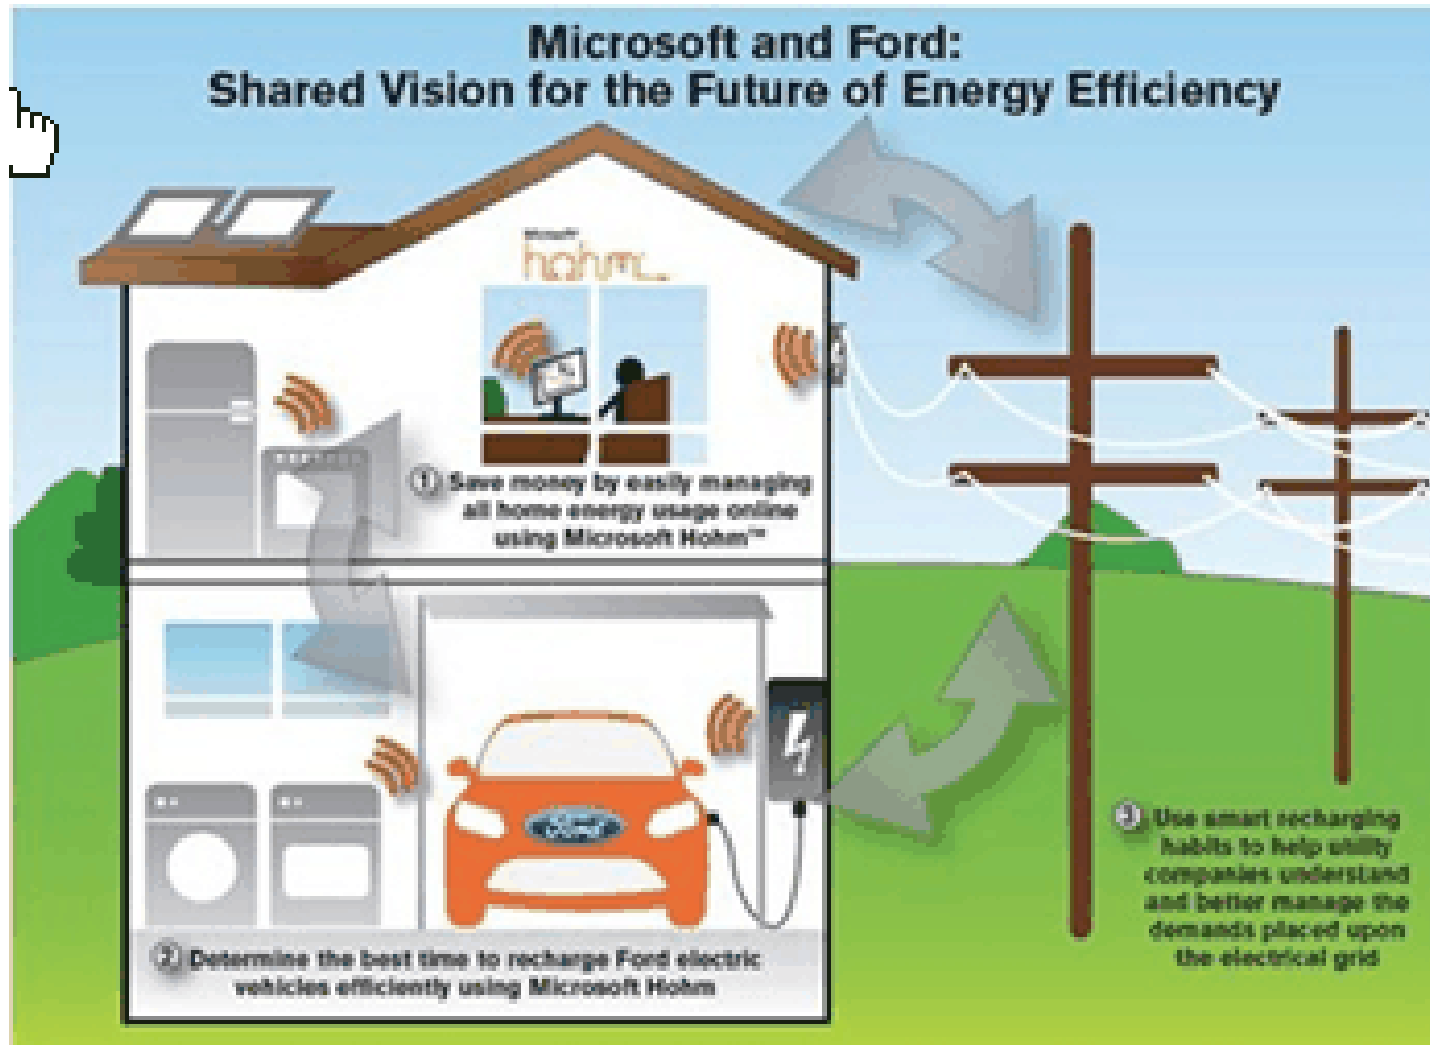 Microsoft and Ford:
Shared Vision for the Future of Energy Efficiency
Microsoft
hohm
1 Save money by easily managing
all home energy usage online
using Microsoft Hohm™
Ford
2 Determine the best time to recharge Ford electric
vehicles efficiently using Microsoft Hohm
3 Use smart recharging
habits to help utility
companies understand
and better manage the
demands placed upon
the electrical grid